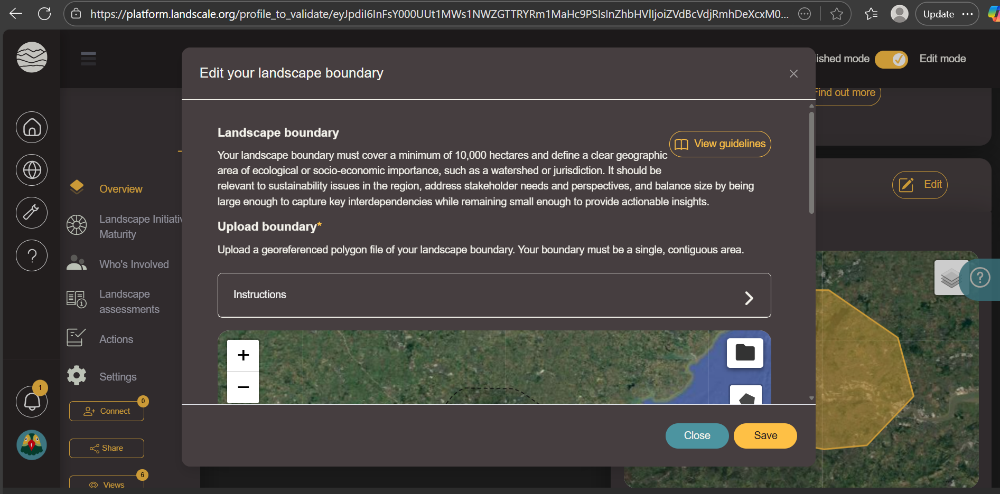 https://platform.landscale.org/profile_to_validate/eyJpdiI6InFsY000UUt1MWs1NWZGTTRYRm1MaHc9PSIsInZhbHVlIjoiZVdBcVdjRmhDeXcxM0...
Update
Edit your landscape boundary
ished mode
Edit mode
Find out more
Landscape boundary
View guidelines
Your landscape boundary must cover a minimum of 10,000 hectares and define a clear geographic
area of ecological or socio-economic importance, such as a watershed or jurisdiction. It should be
relevant to sustainability issues in the region, address stakeholder needs and perspectives, and balance size by being
large enough to capture key interdependencies while remaining small enough to provide actionable insights.
Upload boundary*
Upload a georeferenced polygon file of your landscape boundary. Your boundary must be a single, contiguous area.
Instructions
+
−
Close
Save
Edit
Overview
Landscape Initiativ
Maturity
Who's Involved
Landscape
assessments
Actions
Settings
Connect
0
Share
Views
6
1
?
?